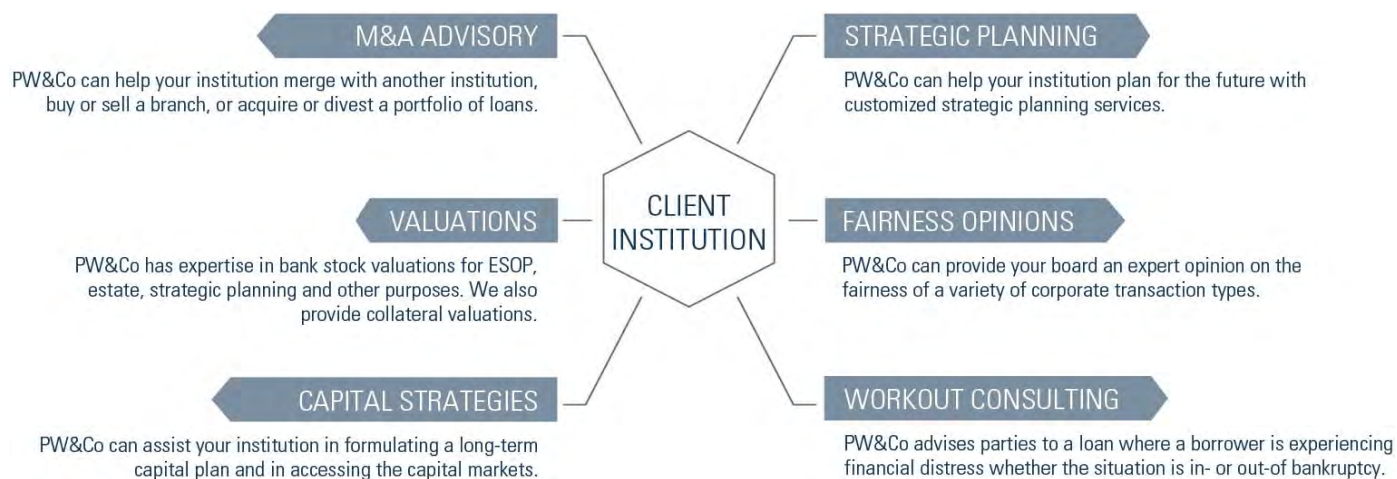 M&A ADVISORY
PW&Co can help your institution merge with another institution,
buy or sell a branch, or acquire or divest a portfolio of loans.
STRATEGIC PLANNING
PW&Co can help your institution plan for the future with
customized strategic planning services.
CLIENT
INSTITUTION
VALUATIONS
PW&Co has expertise in bank stock valuations for ESOP,
estate, strategic planning and other purposes. We also
provide collateral valuations.
FAIRNESS OPINIONS
PW&Co can provide your board an expert opinion on the
fairness of a variety of corporate transaction types.
CAPITAL STRATEGIES
PW&Co can assist your institution in formulating a long-term
capital plan and in accessing the capital markets.
WORKOUT CONSULTING
PW&Co advises parties to a loan where a borrower is experiencing
financial distress whether the situation is in- or out-of bankruptcy.